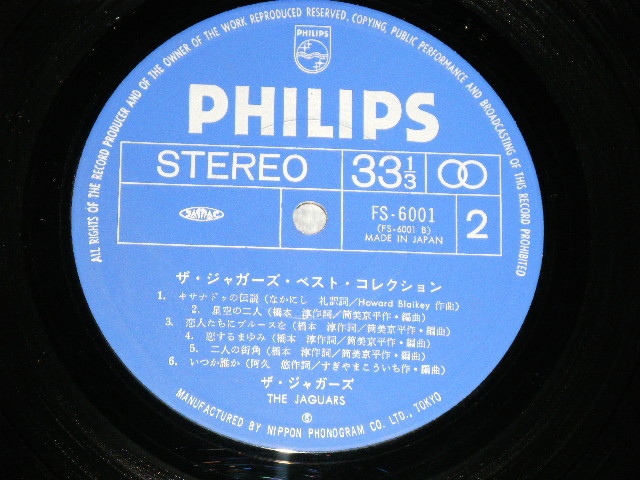 ALL RIGHTS OF THE RECORD PRODUCER AND OF THE OWNER OF THE WORK REPRODUCED RESERVED. COPYING, PUBLIC PERFORMANCE AND BROADCASTING OF THIS RECORD PROHIBITED
PHILIPS
PHILIPS
STEREO
33 1/3
JASRAC
FS-6001
(FS-6001 B)
MADE IN JAPAN
2
ザ・ジャガーズ・ベスト・コレクション
1. キサナドゥの伝説(なかにし 礼訳詞/Howard Blaikey 作曲)
2. 星空の二人(橋本 淳作詞/筒美京平作・編曲)
3. 恋人たちにブルースを(橋本 淳作詞/筒美京平作・編曲)
4. 恋するまゆみ(橋本 淳作詞/筒美京平作・編曲)
5. 二人の街角(橋本 淳作詞/筒美京平作・編曲)
6. いつか誰か(阿久 悠作詞/すぎやまこういち作・編曲)
ザ・ジャガーズ
THE JAGUARS
MANUFACTURED BY NIPPON PHONOGRAM CO. LTD., TOKYO